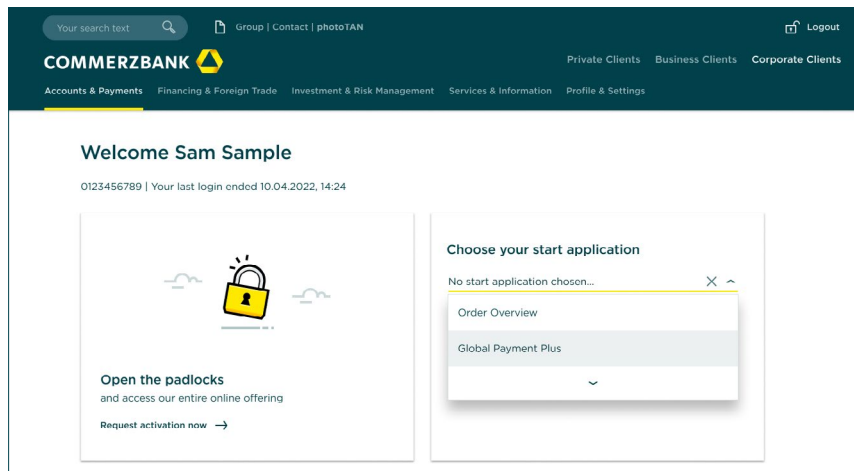 Your search text
Group | Contact | photoTAN
Logout
COMMERZBANK
Private Clients Business Clients Corporate Clients
Accounts & Payments Financing & Foreign Trade Investment & Risk Management Services & Information Profile & Settings
Welcome Sam Sample
0123456789 | Your last login ended 10.04.2022, 14:24
Open the padlocks
and access our entire online offering
Request activation now
Choose your start application
No start application chosen...
Order Overview
Global Payment Plus